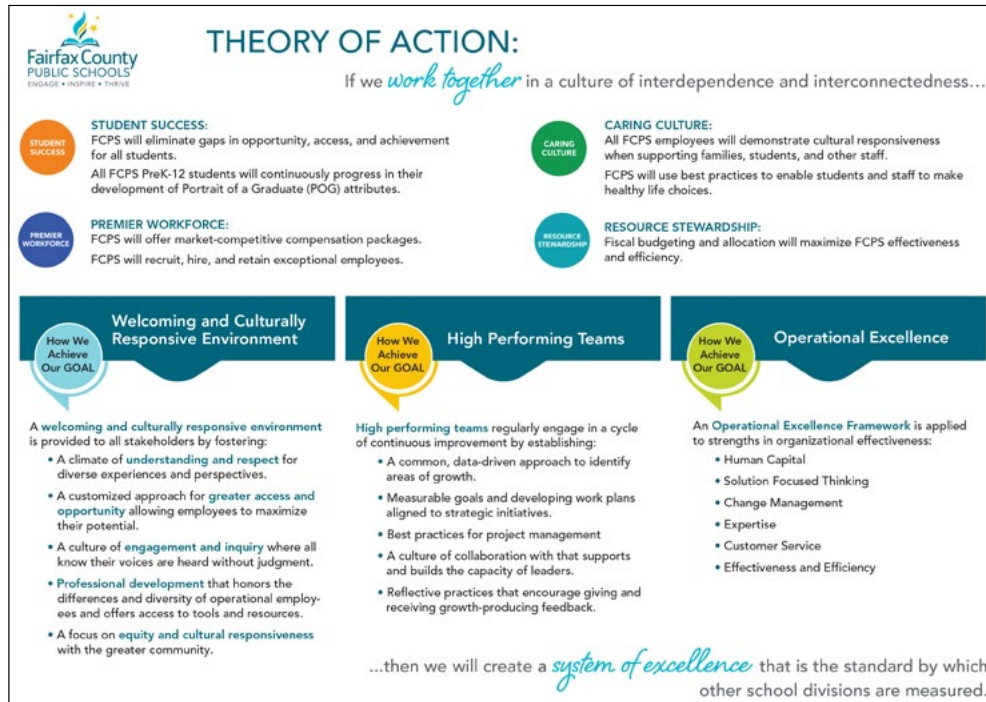 Fairfax County
PUBLIC SCHOOLS
ENGAGE • INSPIRE • THRIVE
THEORY OF ACTION:
If we work together in a culture of interdependence and interconnectedness...
STUDENT
SUCCESS
STUDENT SUCCESS:
FCPS will eliminate gaps in opportunity, access, and achievement
for all students.
All FCPS PreK-12 students will continuously progress in their
development of Portrait of a Graduate (POG) attributes.
PREMIER
WORKFORCE
PREMIER WORKFORCE:
FCPS will offer market-competitive compensation packages.
FCPS will recruit, hire, and retain exceptional employees.
CARING
CULTURE
CARING CULTURE:
All FCPS employees will demonstrate cultural responsiveness
when supporting families, students, and other staff.
FCPS will use best practices to enable students and staff to make
healthy life choices.
RESOURCE
STEWARDSHIP
RESOURCE STEWARDSHIP:
Fiscal budgeting and allocation will maximize FCPS effectiveness
and efficiency.
How We
Achieve
Our GOAL
Welcoming and Culturally
Responsive Environment
A welcoming and culturally responsive environment
is provided to all stakeholders by fostering:
• A climate of understanding and respect for
diverse experiences and perspectives.
• A customized approach for greater access and
opportunity allowing employees to maximize
their potential.
• A culture of engagement and inquiry where all
know their voices are heard without judgment.
• Professional development that honors the
differences and diversity of operational employ-
ees and offers access to tools and resources.
• A focus on equity and cultural responsiveness
with the greater community.
How We
Achieve
Our GOAL
High Performing Teams
High performing teams regularly engage in a cycle
of continuous improvement by establishing:
• A common, data-driven approach to identify
areas of growth.
• Measurable goals and developing work plans
aligned to strategic initiatives.
• Best practices for project management
• A culture of collaboration with that supports
and builds the capacity of leaders.
• Reflective practices that encourage giving and
receiving growth-producing feedback.
How We
Achieve
Our GOAL
Operational Excellence
An Operational Excellence Framework is applied
to strengths in organizational effectiveness:
• Human Capital
• Solution Focused Thinking
• Change Management
• Expertise
• Customer Service
• Effectiveness and Efficiency
...then we will create a system of excellence that is the standard by which
other school divisions are measured.